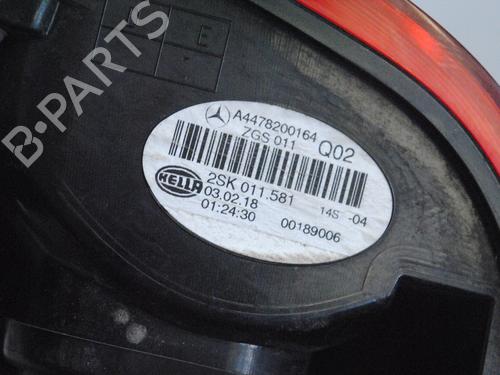 B-PARTS
E
A4478200164
ZGS 011
Q02
HELLA
2SK 011.581
14S -04
03.02.18
01:24:30
00189006